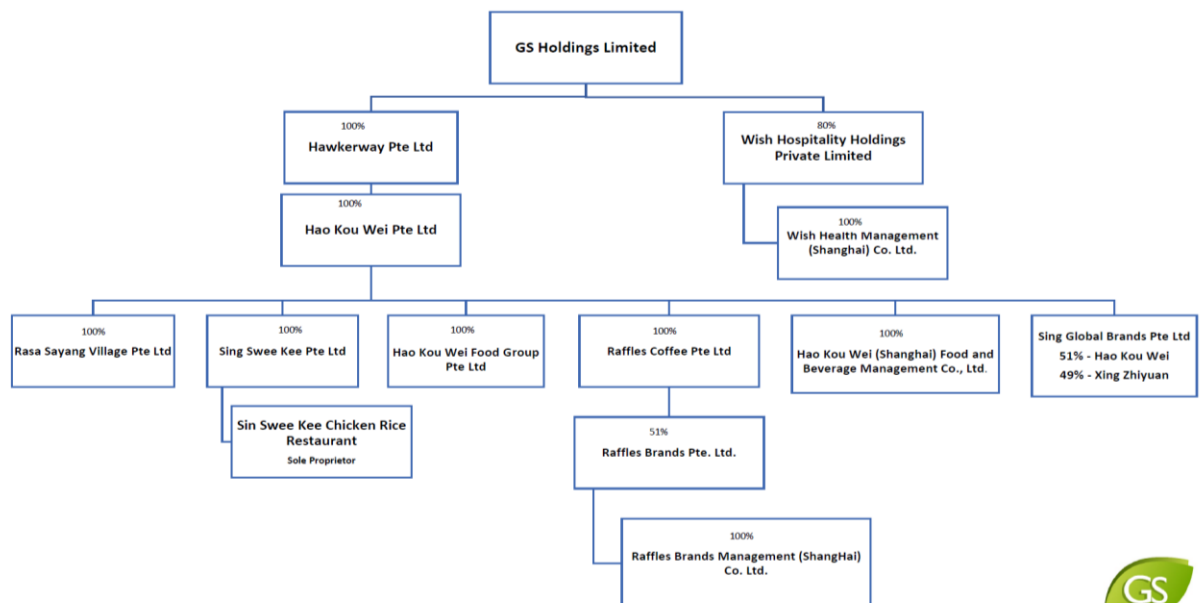 GS Holdings Limited
100%
Hawkerway Pte Ltd
80%
Wish Hospitality Holdings
Private Limited
100%
Hao Kou Wei Pte Ltd
100%
Wish Health Management
(Shanghai) Co. Ltd.
100%
Rasa Sayang Village Pte Ltd
100%
Sing Swee Kee Pte Ltd
100%
Hao Kou Wei Food Group
Pte Ltd
100%
Raffles Coffee Pte Ltd
100%
Hao Kou Wei (Shanghai) Food and
Beverage Management Co., Ltd.
Sing Global Brands Pte Ltd
51% - Hao Kou Wei
49% - Xing Zhiyuan
Sin Swee Kee Chicken Rice
Restaurant
Sole Proprietor
51%
Raffles Brands Pte. Ltd.
100%
Raffles Brands Management (ShangHai)
Co. Ltd.
GS